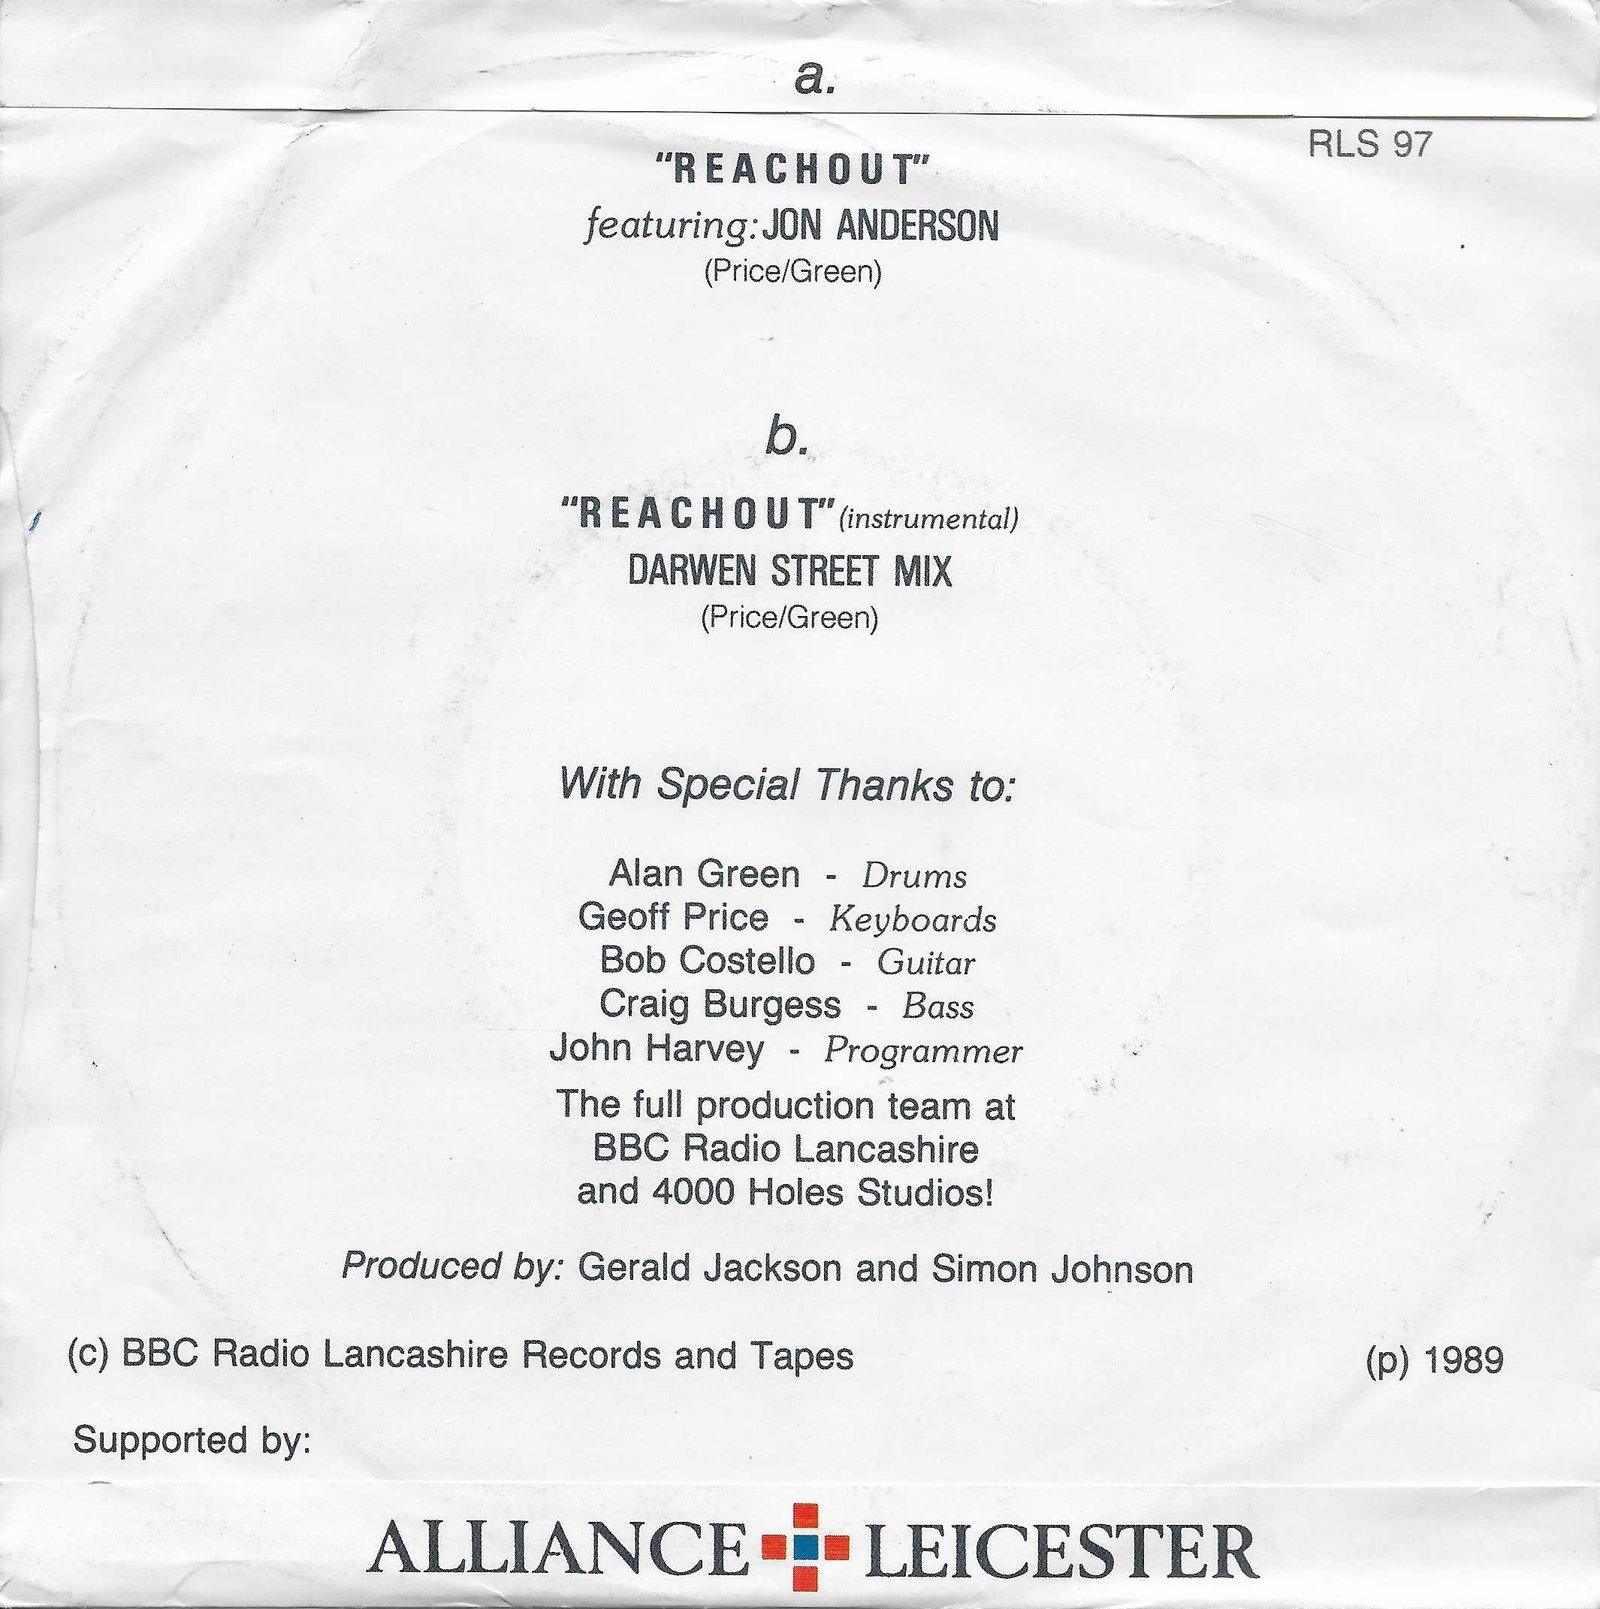 a.
RLS 97
"REACHOUT"
featuring: JON ANDERSON
(Price/Green)
b.
"REACHOUT" (instrumental)
DARWEN STREET MIX
(Price/Green)
With Special Thanks to:
Alan Green - Drums
Geoff Price - Keyboards
Bob Costello - Guitar
Craig Burgess - Bass
John Harvey - Programmer
The full production team at
BBC Radio Lancashire
and 4000 Holes Studios!
Produced by: Gerald Jackson and Simon Johnson
(c) BBC Radio Lancashire Records and Tapes (p) 1989
Supported by:
ALLIANCE LEICESTER